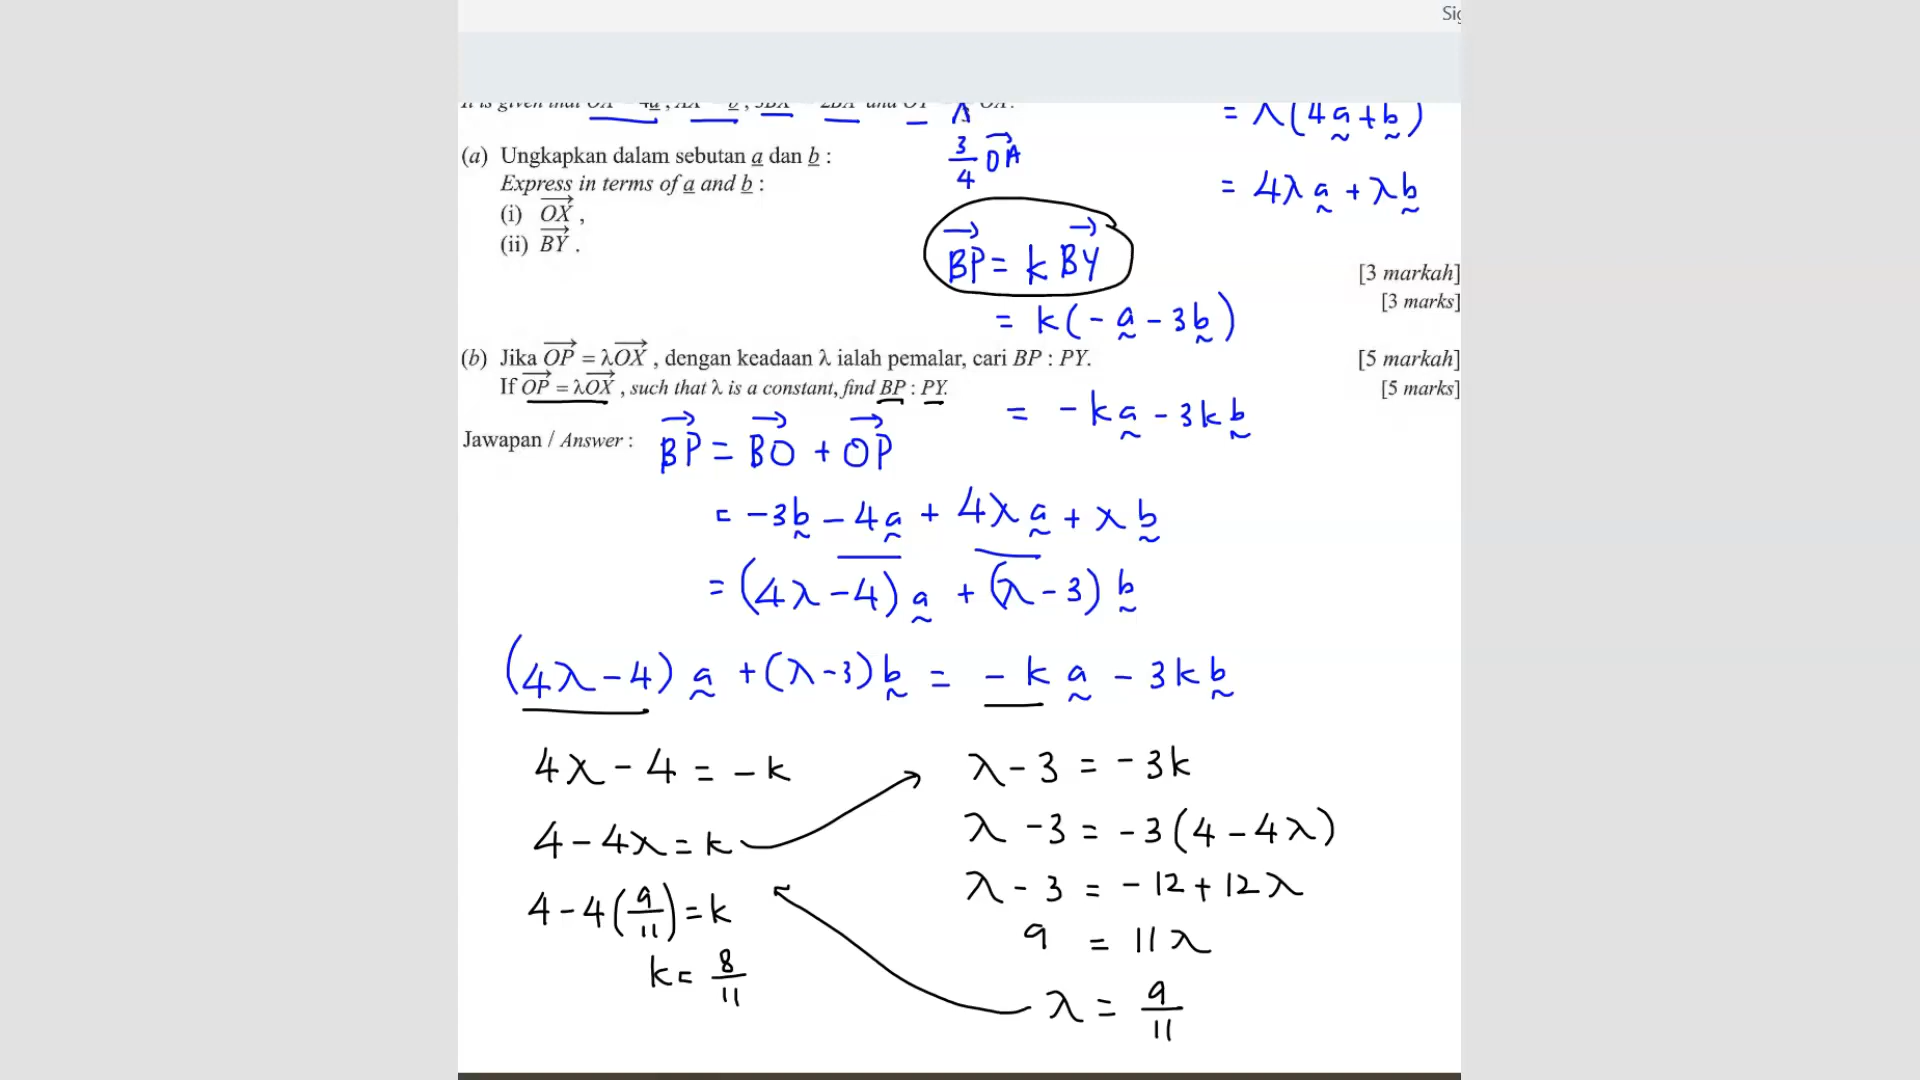 Sig
It is given that
= λ(4a + b)
(a) Ungkapkan dalam sebutan a dan b :
3/4 OA
Express in terms of a and b :
= 4λa + λb
(i) OX ,
(ii) BY .
BP = k BY
[3 markah]
[3 marks]
= k(-a - 3b)
(b) Jika OP = λOX , dengan keadaan λ ialah pemalar, cari BP : PY.
[5 markah]
If OP = λOX , such that λ is a constant, find BP : PY.
[5 marks]
= -ka - 3kb
Jawapan / Answer :
BP = BO + OP
= -3b - 4a + 4λa + λb
= (4λ - 4)a + (λ - 3)b
(4λ - 4)a + (λ - 3)b = -ka - 3kb
4λ - 4 = -k
λ - 3 = -3k
4 - 4λ = k
λ - 3 = -3(4 - 4λ)
4 - 4(9/11) = k
λ - 3 = -12 + 12λ
9 = 11λ
k = 8/11
λ = 9/11